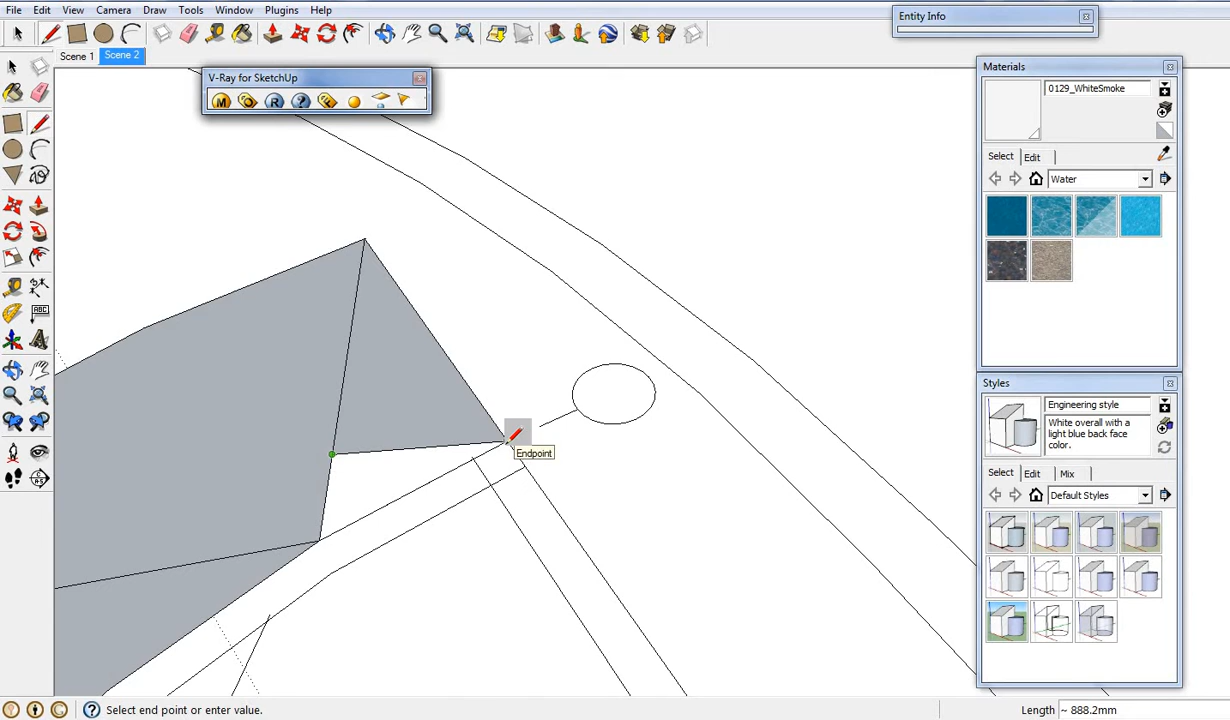 File Edit View Camera Draw Tools Window Plugins Help
Entity Info
Scene 1 Scene 2
V-Ray for SketchUp
M O R ? L
Materials
0129_WhiteSmoke
Select Edit
Water
ABC
Endpoint
Styles
Engineering style
White overall with a
light blue back face
color.
Select Edit Mix
Default Styles
Select end point or enter value.
Length ~ 888.2mm